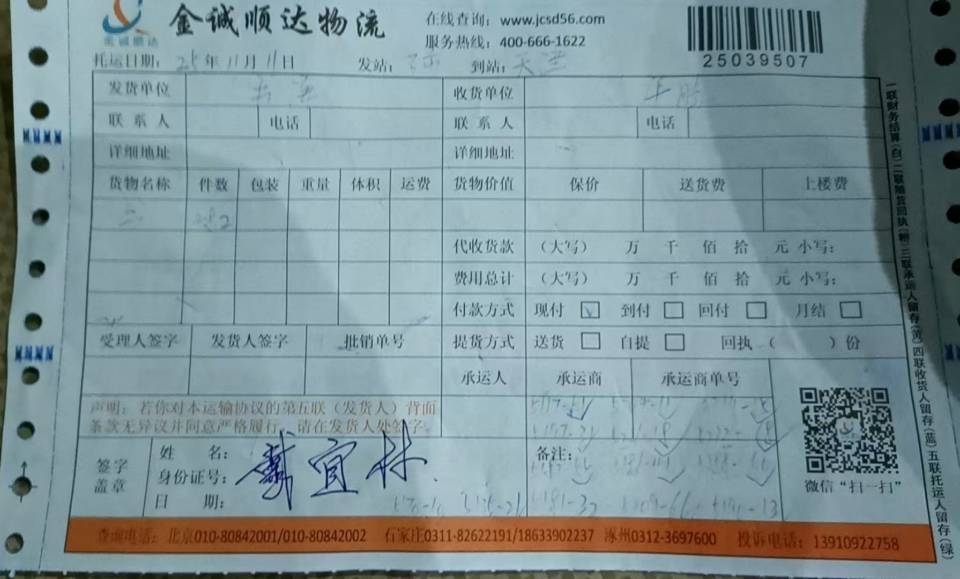 金诚顺达
金诚顺达物流
在线查询：www.jcsd56.com
服务热线：400-666-1622
25039507
托运日期： 25 年 11 月 11 日 发站： 到站：
发货单位 收货单位
联系人 电话 联系人 电话
详细地址 详细地址
货物名称 件数 包装 重量 体积 运费 货物价值 保价 送货费 上楼费
代收货款 （大写） 万 千 佰 拾 元 小写：
费用总计 （大写） 万 千 佰 拾 元 小写：
付款方式 现付 ☑ 到付 □ 回付 □ 月结 □
受理人签字 发货人签字 批销单号 提货方式 送货 □ 自提 □ 回执（ ）份
承运人 承运商 承运商单号
声明：若你对本运输协议的第五联（发货人）背面
条款无异议并同意严格履行，请在发货人处签字。
签字
盖章
姓 名：
身份证号：
日 期：
戴宜林
备注：
微信“扫一扫”
一联财务结算(白)二联随货回执(粉)三联承运人留存(黄)四联收货人留存(蓝)五联托运人留存(绿)
查询电话： 北京010-80842001/010-80842002 石家庄0311-82622191/18633902237 涿州0312-3697600 投诉电话：13910922758